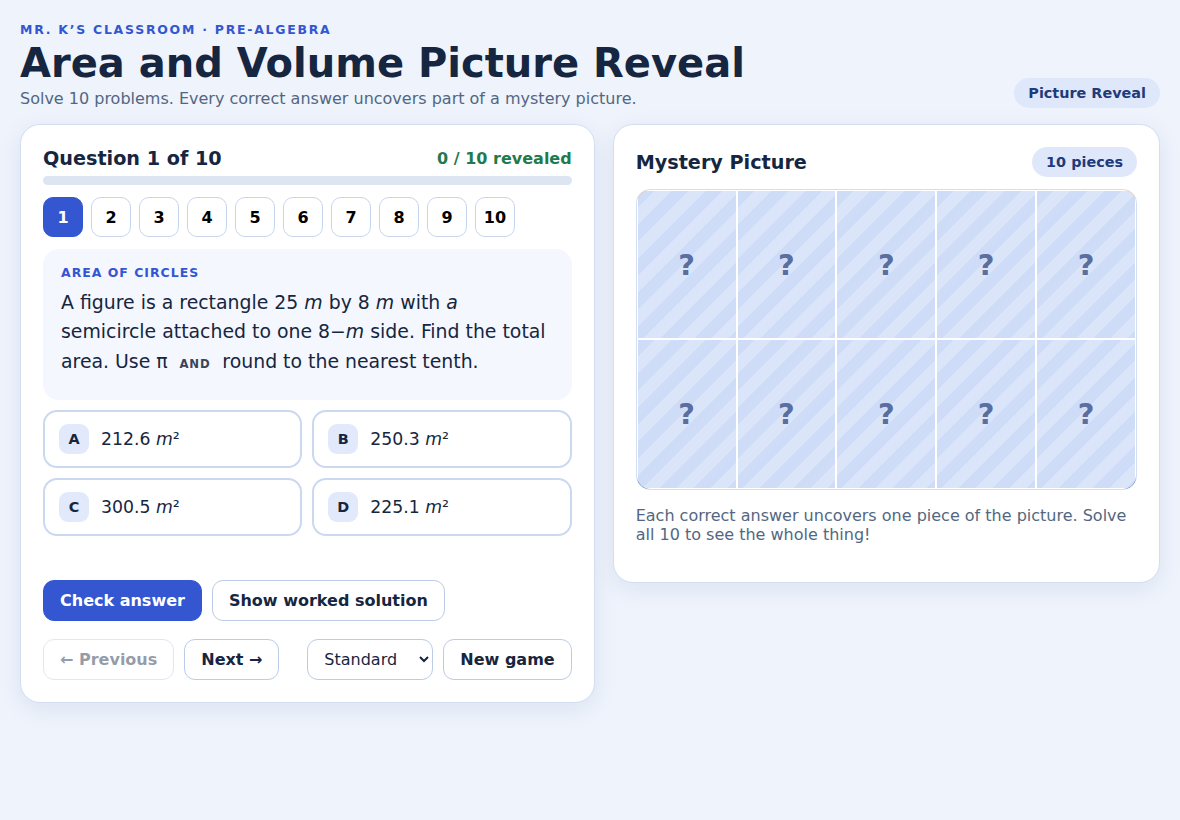 MR. K’S CLASSROOM · PRE-ALGEBRA
Area and Volume Picture Reveal
Solve 10 problems. Every correct answer uncovers part of a mystery picture.
Picture Reveal
Question 1 of 10
0 / 10 revealed
1 2 3 4 5 6 7 8 9 10
AREA OF CIRCLES
A figure is a rectangle 25 m by 8 m with a
semicircle attached to one 8−m side. Find the total
area. Use π AND round to the nearest tenth.
A 212.6 m²
B 250.3 m²
C 300.5 m²
D 225.1 m²
Check answer
Show worked solution
← Previous
Next →
Standard
New game
Mystery Picture
10 pieces
? ? ? ? ?
? ? ? ? ?
Each correct answer uncovers one piece of the picture. Solve
all 10 to see the whole thing!